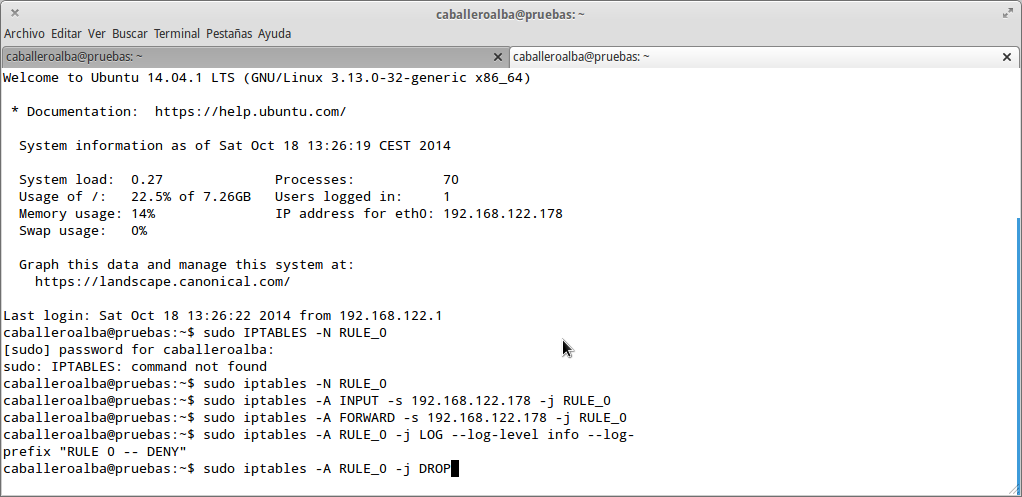 caballeroalba@pruebas: ~
Archivo Editar Ver Buscar Terminal Pestañas Ayuda
caballeroalba@pruebas: ~ caballeroalba@pruebas: ~
Welcome to Ubuntu 14.04.1 LTS (GNU/Linux 3.13.0-32-generic x86_64)
* Documentation: https://help.ubuntu.com/
System information as of Sat Oct 18 13:26:19 CEST 2014
System load: 0.27 Processes: 70
Usage of /: 22.5% of 7.26GB Users logged in: 1
Memory usage: 14% IP address for eth0: 192.168.122.178
Swap usage: 0%
Graph this data and manage this system at:
https://landscape.canonical.com/
Last login: Sat Oct 18 13:26:22 2014 from 192.168.122.1
caballeroalba@pruebas:~$ sudo IPTABLES -N RULE_0
[sudo] password for caballeroalba:
sudo: IPTABLES: command not found
caballeroalba@pruebas:~$ sudo iptables -N RULE_0
caballeroalba@pruebas:~$ sudo iptables -A INPUT -s 192.168.122.178 -j RULE_0
caballeroalba@pruebas:~$ sudo iptables -A FORWARD -s 192.168.122.178 -j RULE_0
caballeroalba@pruebas:~$ sudo iptables -A RULE_0 -j LOG --log-level info --log-
prefix "RULE 0 -- DENY"
caballeroalba@pruebas:~$ sudo iptables -A RULE_0 -j DROP